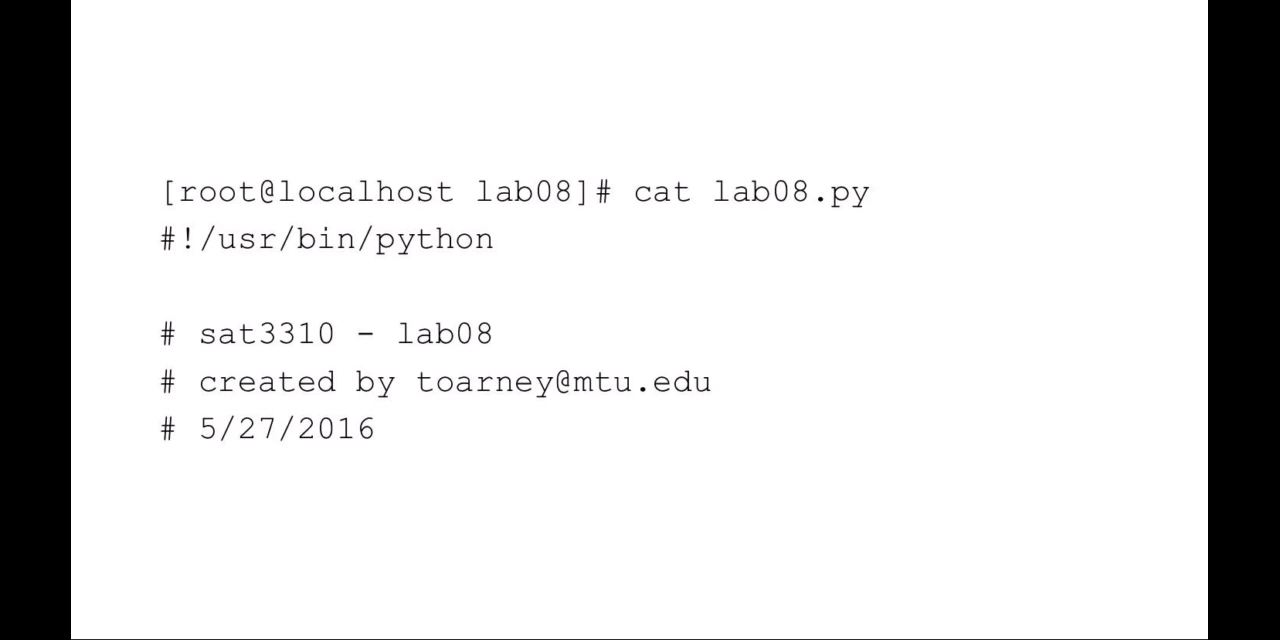 [root@localhost lab08]# cat lab08.py
#!/usr/bin/python
# sat3310 - lab08
# created by toarney@mtu.edu
# 5/27/2016